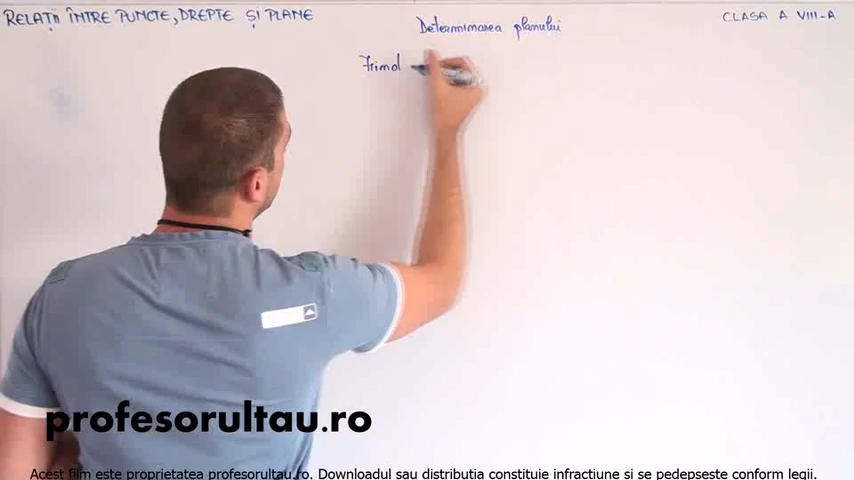 RELAȚII ÎNTRE PUNCTE, DREPTE ȘI PLANE
Determinarea planului
CLASA A VIII-A
profesorultau.ro
Acest film este proprietatea profesorultau.ro. Downloadul sau distributia constituie infractiune si se pedepseste conform legii.